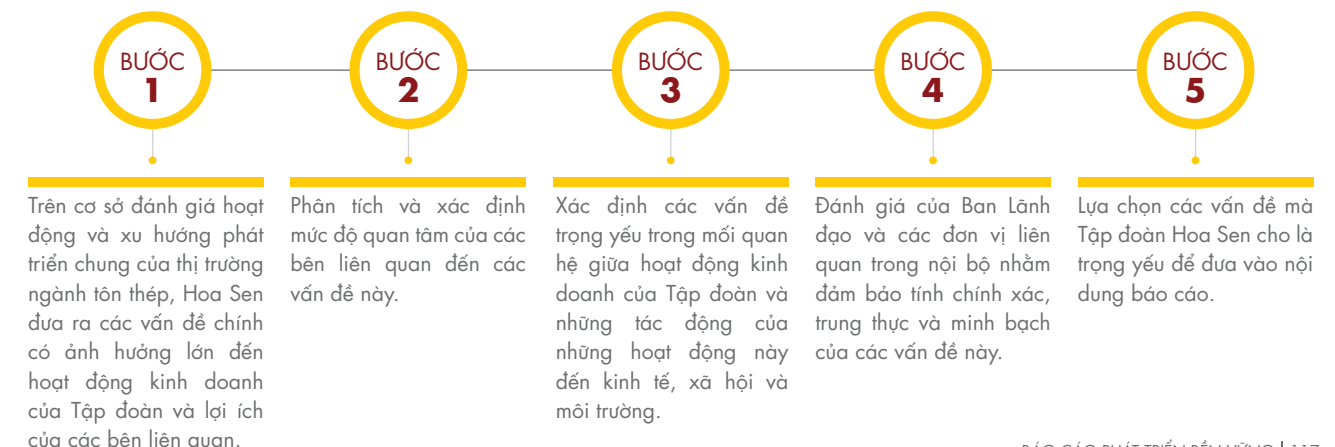 BƯỚC
1
BƯỚC
2
BƯỚC
3
BƯỚC
4
BƯỚC
5
Trên cơ sở đánh giá hoạt
động và xu hướng phát
triển chung của thị trường
ngành tôn thép, Hoa Sen
đưa ra các vấn đề chính
có ảnh hưởng lớn đến
hoạt động kinh doanh
của Tập đoàn và lợi ích
của các bên liên quan.
Phân tích và xác định
mức độ quan tâm của các
bên liên quan đến các
vấn đề này.
Xác định các vấn đề
trọng yếu trong mối quan
hệ giữa hoạt động kinh
doanh của Tập đoàn và
những tác động của
những hoạt động này
đến kinh tế, xã hội và
môi trường.
Đánh giá của Ban Lãnh
đạo và các đơn vị liên
quan trong nội bộ nhằm
đảm bảo tính chính xác,
trung thực và minh bạch
của các vấn đề này.
Lựa chọn các vấn đề mà
Tập đoàn Hoa Sen cho là
trọng yếu để đưa vào nội
dung báo cáo.
BÁO CÁO PHÁT TRIỂN BỀN VỮNG | 117